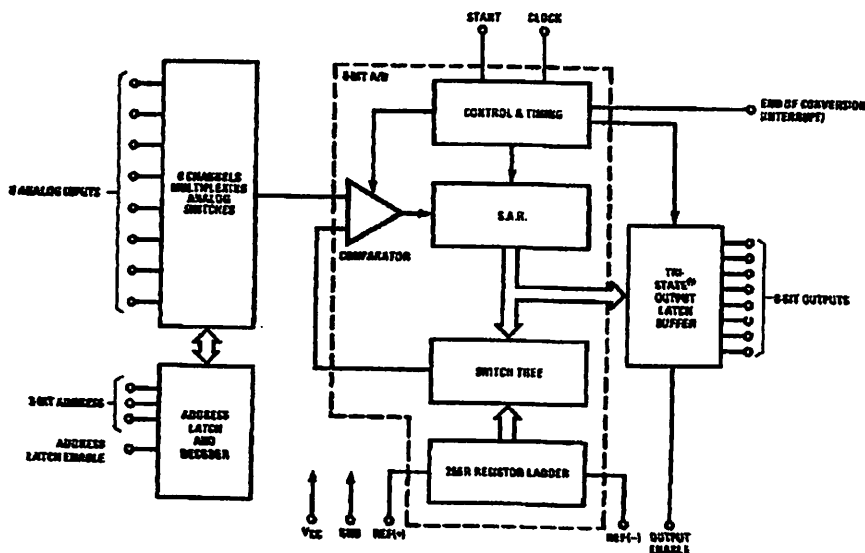 START CLOCK
8-BIT A/D
CONTROL & TIMING
END OF CONVERSION
(INTERRUPT)
8 ANALOG INPUTS
8 CHANNELS
MULTIPLEXING
ANALOG
SWITCHES
S.A.R.
COMPARATOR
TRI-
STATE®
OUTPUT
LATCH
BUFFER
8-BIT OUTPUTS
SWITCH TREE
3-BIT ADDRESS
ADDRESS
LATCH
AND
DECODER
ADDRESS
LATCH ENABLE
256R RESISTOR LADDER
VCC GND REF(+) REF(−) OUTPUT
ENABLE